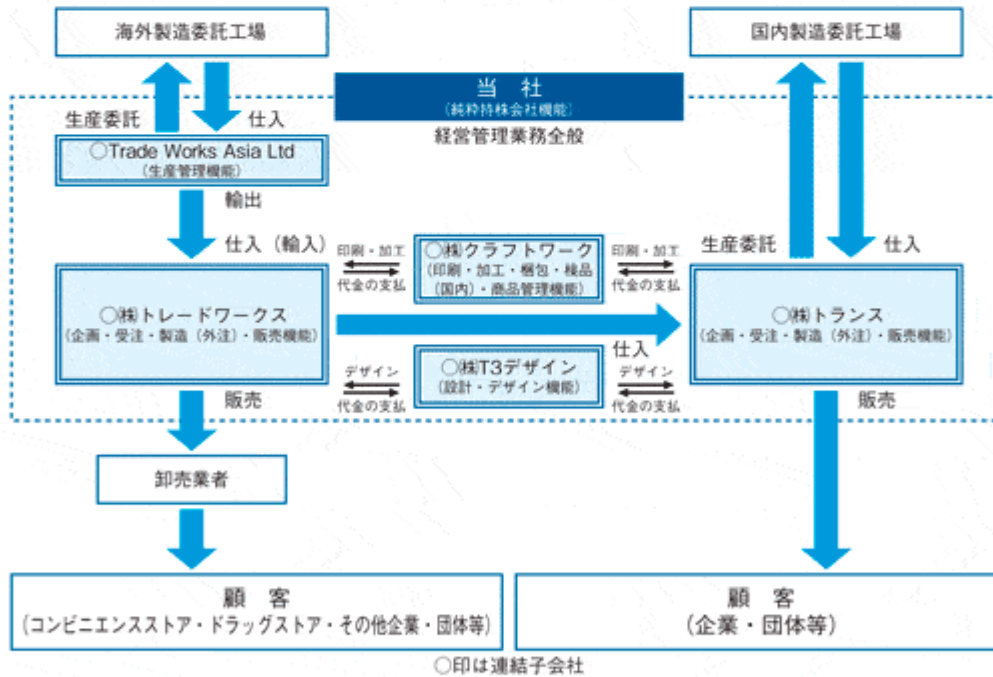 海外製造委託工場
国内製造委託工場
当 社
(純粋持株会社機能)
経営管理業務全般
生産委託
仕入
○Trade Works Asia Ltd
(生産管理機能)
輸出
仕入(輸入)
印刷・加工
代金の支払
○㈱クラフトワーク
(印刷・加工・梱包・検品
(国内)・商品管理機能)
印刷・加工
代金の支払
生産委託
仕入
○㈱トレードワークス
(企画・受注・製造(外注)・販売機能)
○㈱トランス
(企画・受注・製造(外注)・販売機能)
仕入
デザイン
代金の支払
○㈱T3デザイン
(設計・デザイン機能)
デザイン
代金の支払
販売
販売
卸売業者
顧 客
(コンビニエンスストア・ドラッグストア・その他企業・団体等)
顧 客
(企業・団体等)
○印は連結子会社